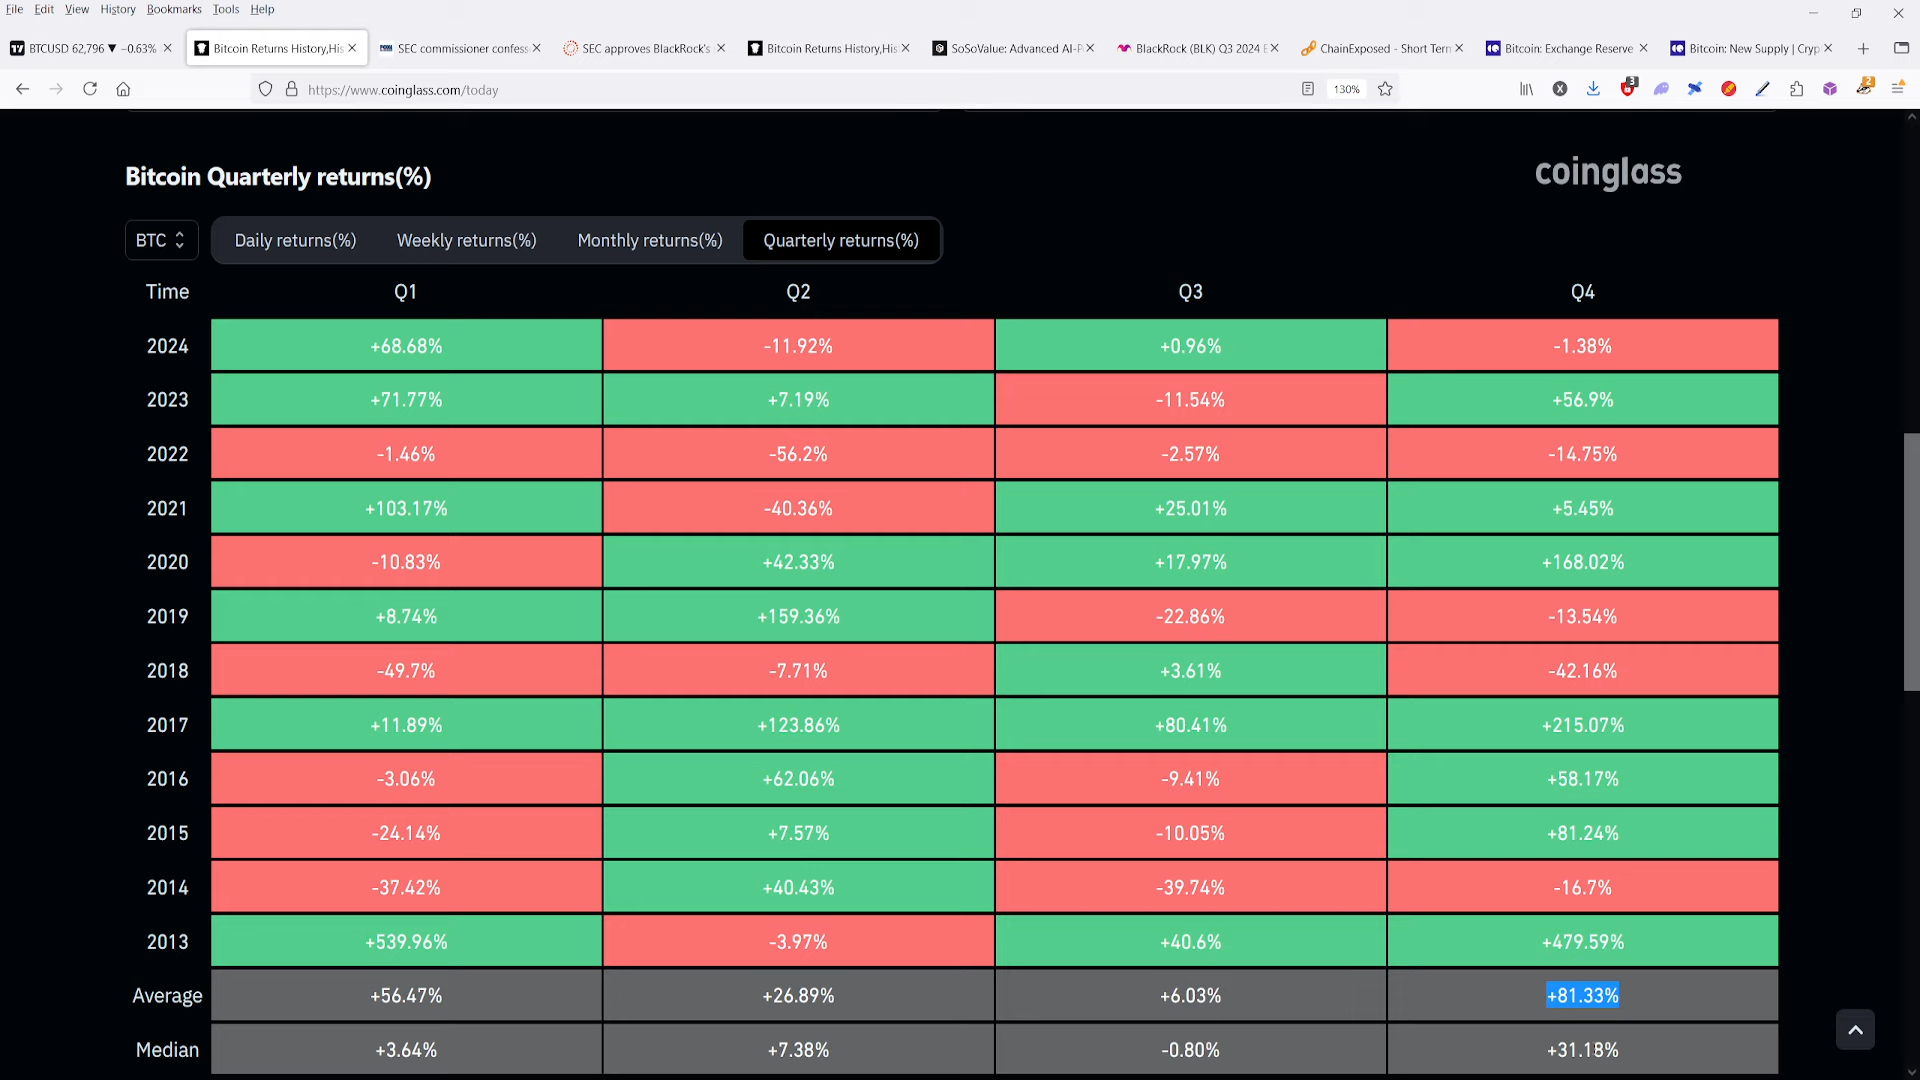 File Edit View History Bookmarks Tools Help
BTCUSD 62,796 ▼ −0.63% Bitcoin Returns History,His SEC commissioner confess SEC approves BlackRock's Bitcoin Returns History,His SoSoValue: Advanced AI-P BlackRock (BLK) Q3 2024 E ChainExposed - Short Term Bitcoin: Exchange Reserve Bitcoin: New Supply | Cryp
https://www.coinglass.com/today 130% 3 2
Bitcoin Quarterly returns(%) coinglass
BTC Daily returns(%) Weekly returns(%) Monthly returns(%) Quarterly returns(%)
Time Q1 Q2 Q3 Q4
2024 +68.68% -11.92% +0.96% -1.38%
2023 +71.77% +7.19% -11.54% +56.9%
2022 -1.46% -56.2% -2.57% -14.75%
2021 +103.17% -40.36% +25.01% +5.45%
2020 -10.83% +42.33% +17.97% +168.02%
2019 +8.74% +159.36% -22.86% -13.54%
2018 -49.7% -7.71% +3.61% -42.16%
2017 +11.89% +123.86% +80.41% +215.07%
2016 -3.06% +62.06% -9.41% +58.17%
2015 -24.14% +7.57% -10.05% +81.24%
2014 -37.42% +40.43% -39.74% -16.7%
2013 +539.96% -3.97% +40.6% +479.59%
Average +56.47% +26.89% +6.03% +81.33%
Median +3.64% +7.38% -0.80% +31.18%